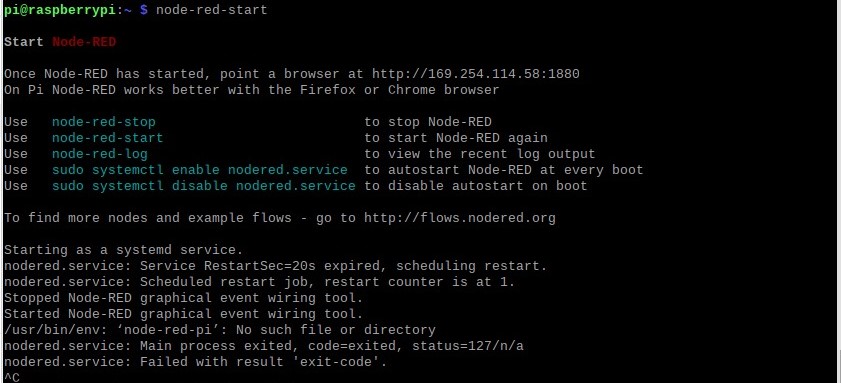 pi@raspberrypi:~ $ node-red-start
Start Node-RED
Once Node-RED has started, point a browser at http://169.254.114.58:1880
On Pi Node-RED works better with the Firefox or Chrome browser
Use   node-red-stop                          to stop Node-RED
Use   node-red-start                         to start Node-RED again
Use   node-red-log                           to view the recent log output
Use   sudo systemctl enable nodered.service  to autostart Node-RED at every boot
Use   sudo systemctl disable nodered.service to disable autostart on boot
To find more nodes and example flows - go to http://flows.nodered.org
Starting as a systemd service.
nodered.service: Service RestartSec=20s expired, scheduling restart.
nodered.service: Scheduled restart job, restart counter is at 1.
Stopped Node-RED graphical event wiring tool.
Started Node-RED graphical event wiring tool.
/usr/bin/env: ‘node-red-pi’: No such file or directory
nodered.service: Main process exited, code=exited, status=127/n/a
nodered.service: Failed with result 'exit-code'.
^C